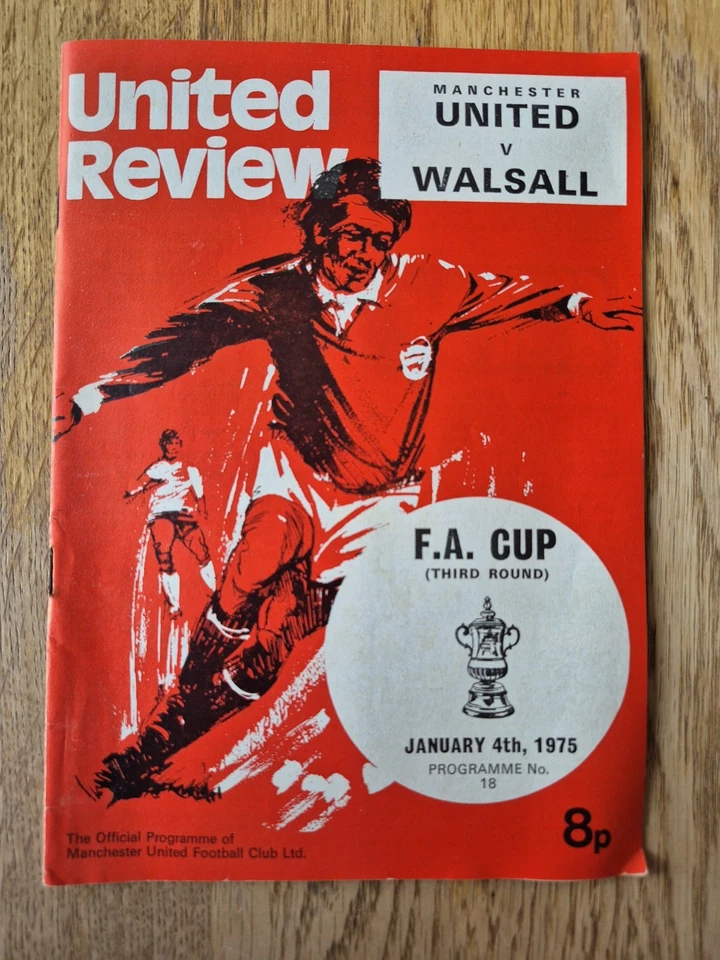 United
Review
MANCHESTER
UNITED
V
WALSALL
F.A. CUP
(THIRD ROUND)
JANUARY 4th, 1975
PROGRAMME No.
18
8p
The Official Programme of
Manchester United Football Club Ltd.